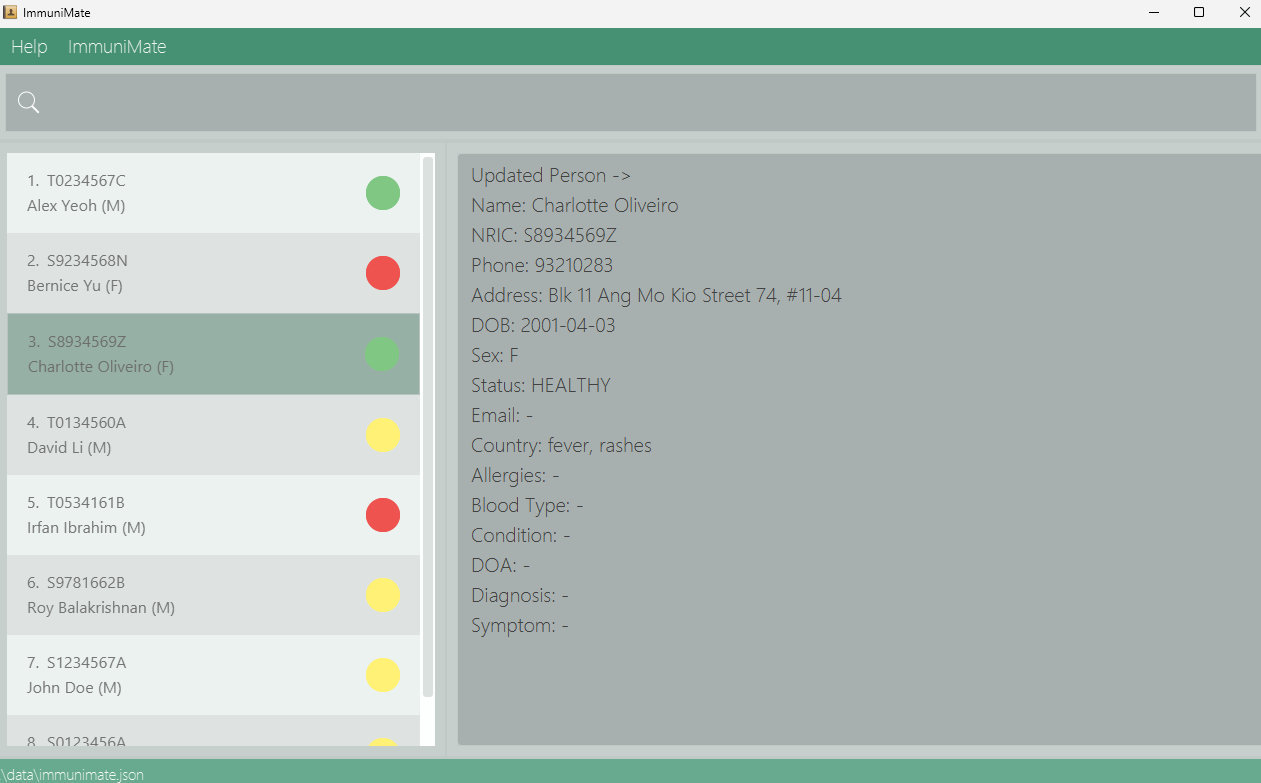 ImmuniMate
Help ImmuniMate
1. T0234567C
Alex Yeoh (M)
2. S9234568N
Bernice Yu (F)
3. S8934569Z
Charlotte Oliveiro (F)
4. T0134560A
David Li (M)
5. T0534161B
Irfan Ibrahim (M)
6. S9781662B
Roy Balakrishnan (M)
7. S1234567A
John Doe (M)
8. S0123456A
Updated Person ->
Name: Charlotte Oliveiro
NRIC: S8934569Z
Phone: 93210283
Address: Blk 11 Ang Mo Kio Street 74, #11-04
DOB: 2001-04-03
Sex: F
Status: HEALTHY
Email: -
Country: fever, rashes
Allergies: -
Blood Type: -
Condition: -
DOA: -
Diagnosis: -
Symptom: -
\data\immunimate.json